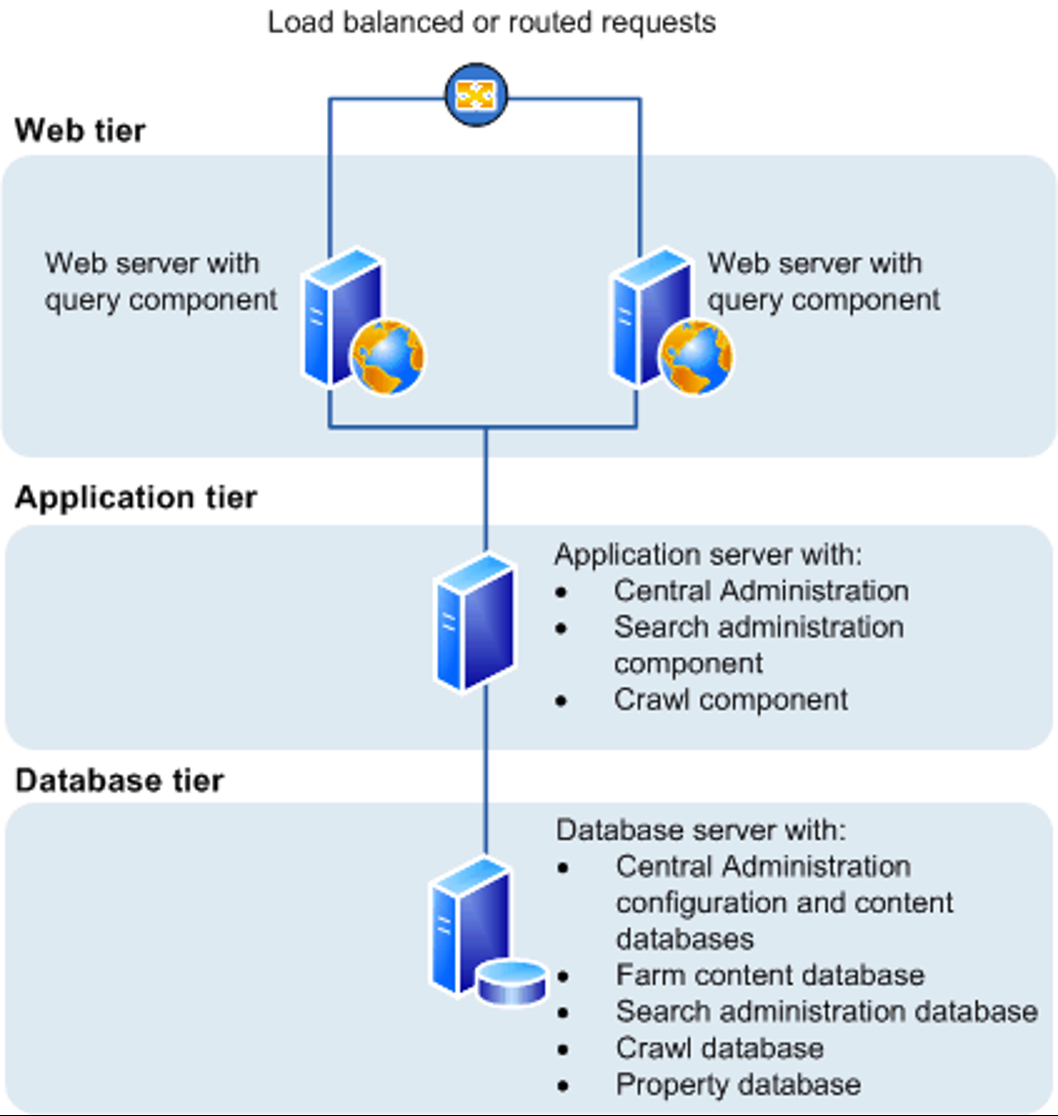 Load balanced or routed requests
Web tier
Web server with
query component
Web server with
query component
Application tier
Application server with:
• Central Administration
• Search administration
component
• Crawl component
Database tier
Database server with:
• Central Administration
configuration and content
databases
• Farm content database
• Search administration database
• Crawl database
• Property database